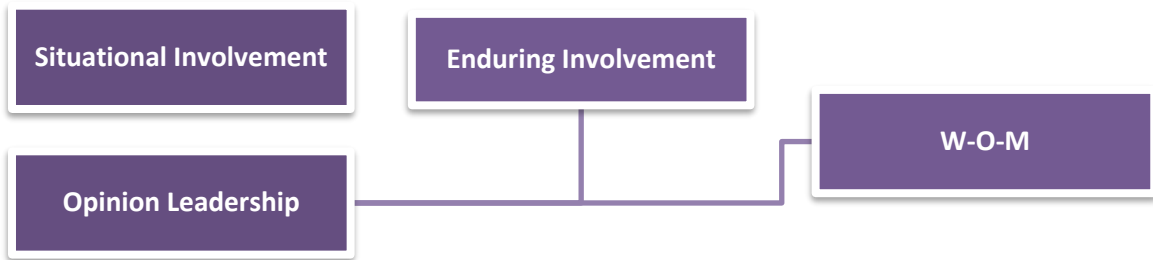 Situational Involvement
Enduring Involvement
W-O-M
Opinion Leadership